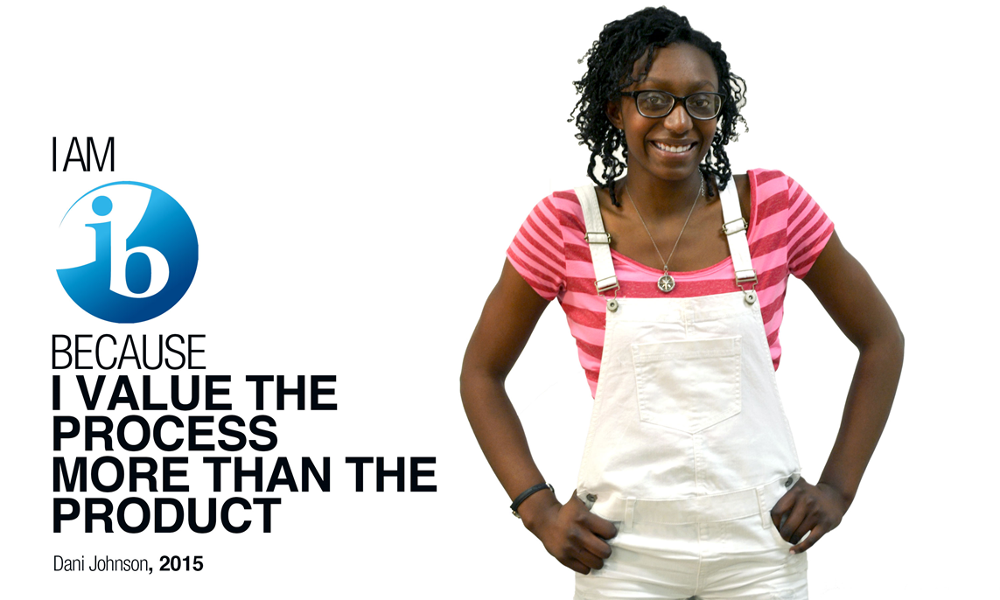 I AM
ib
BECAUSE
I VALUE THE
PROCESS
MORE THAN THE
PRODUCT
Dani Johnson, 2015